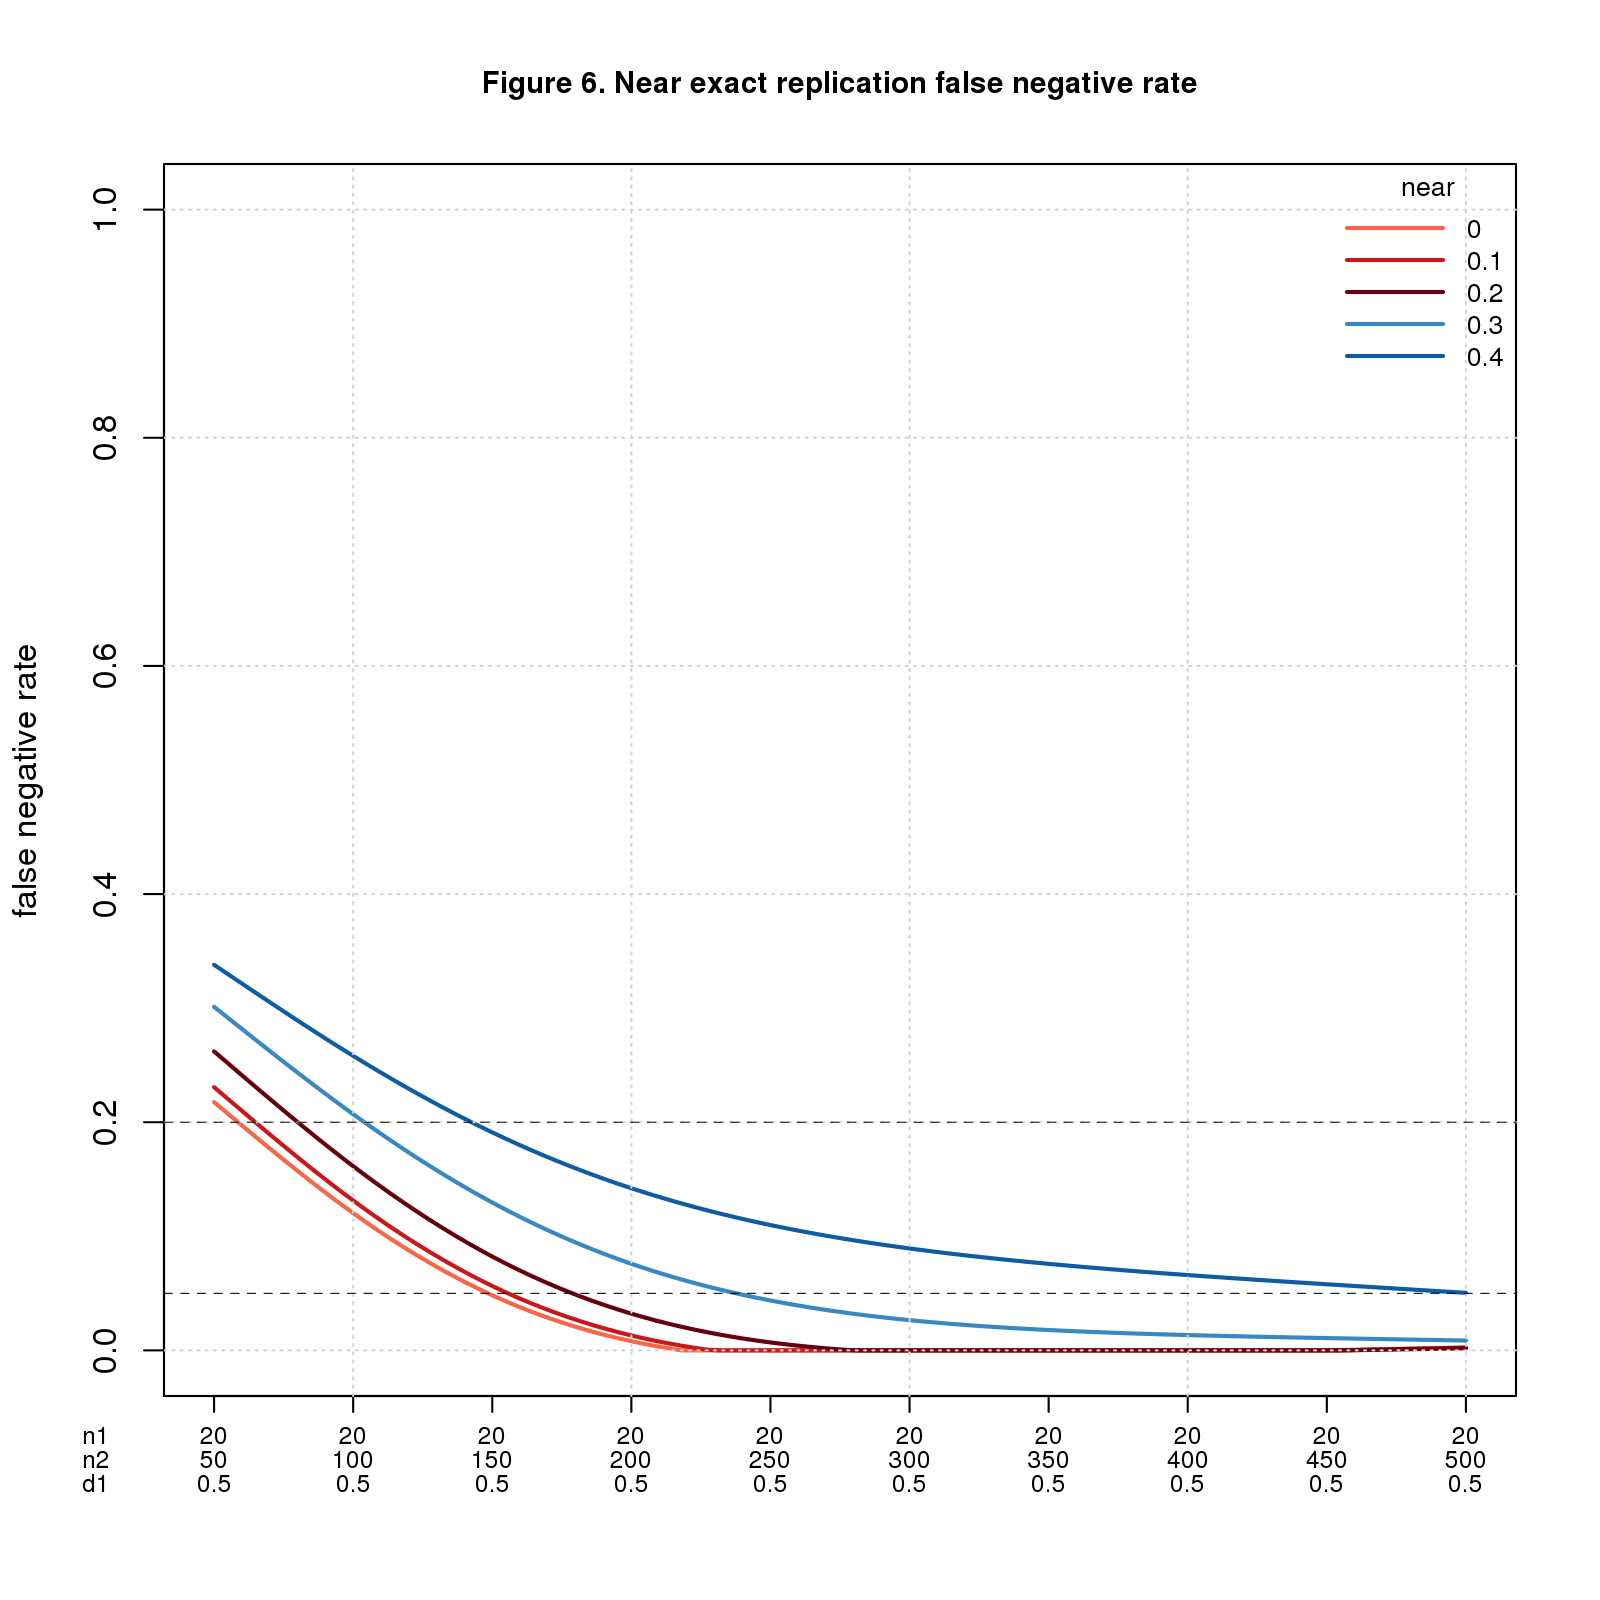 Figure 6. Near exact replication false negative rate
near
0
0.1
0.2
0.3
0.4
false negative rate
1.0
0.8
0.6
0.4
0.2
0.0
n1 20 20 20 20 20 20 20 20 20 20
n2 50 100 150 200 250 300 350 400 450 500
d1 0.5 0.5 0.5 0.5 0.5 0.5 0.5 0.5 0.5 0.5